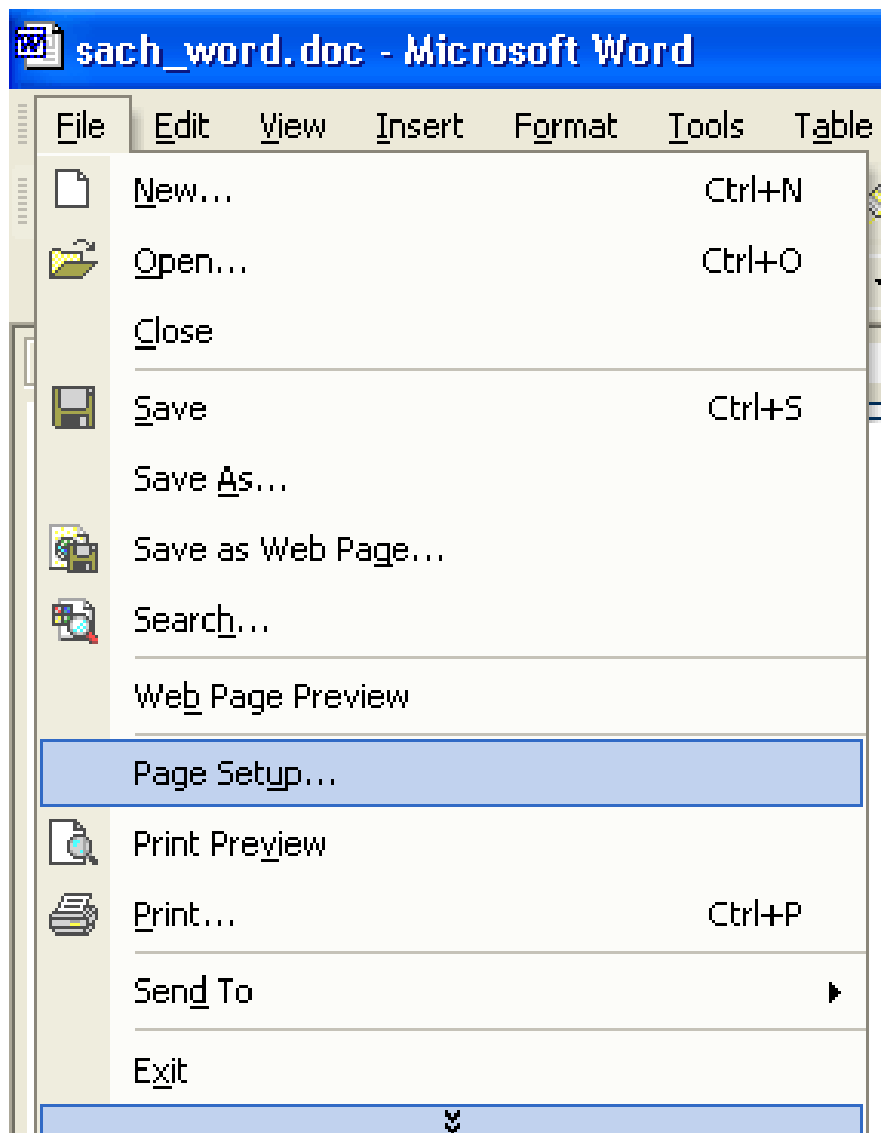 sach_word.doc - Microsoft Word
File Edit View Insert Format Tools Table
New... Ctrl+N
Open... Ctrl+O
Close
Save Ctrl+S
Save As...
Save as Web Page...
Search...
Web Page Preview
Page Setup...
Print Preview
Print... Ctrl+P
Send To
Exit